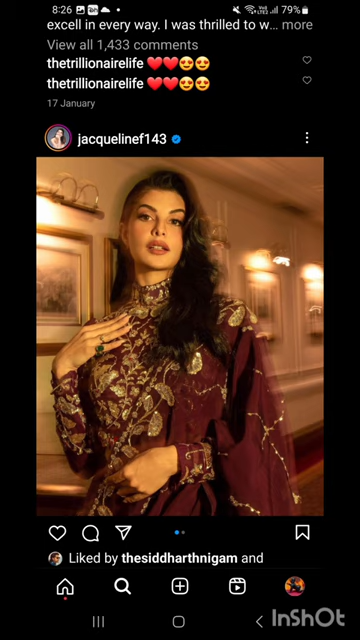 8:26 79%
excell in every way. I was thrilled to w... more
View all 1,433 comments
thetrillionairelife ❤️❤️😍😍
thetrillionairelife ❤️❤️😍😍
17 January
jacquelinef143
Liked by thesiddharthnigam and
InShOt